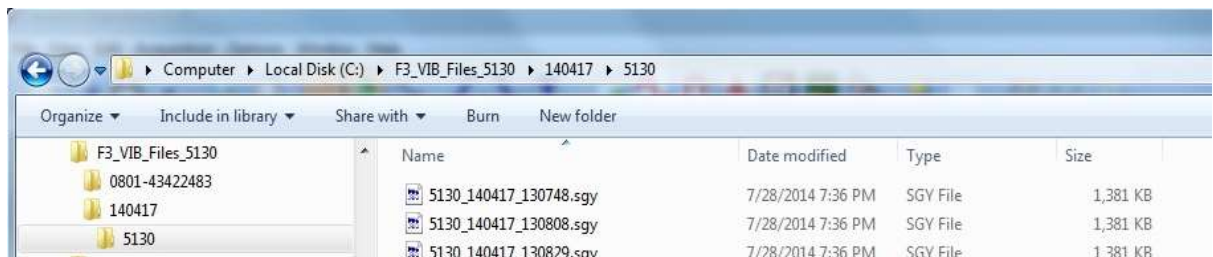 Computer Local Disk (C:) F3_VIB_Files_5130 140417 5130
Organize Include in library Share with Burn New folder
F3_VIB_Files_5130
0801-43422483
140417
5130
Name Date modified Type Size
5130_140417_130748.sgy 7/28/2014 7:36 PM SGY File 1,381 KB
5130_140417_130808.sgy 7/28/2014 7:36 PM SGY File 1,381 KB
5130_140417_130829.sgy 7/28/2014 7:36 PM SGY File 1,381 KB